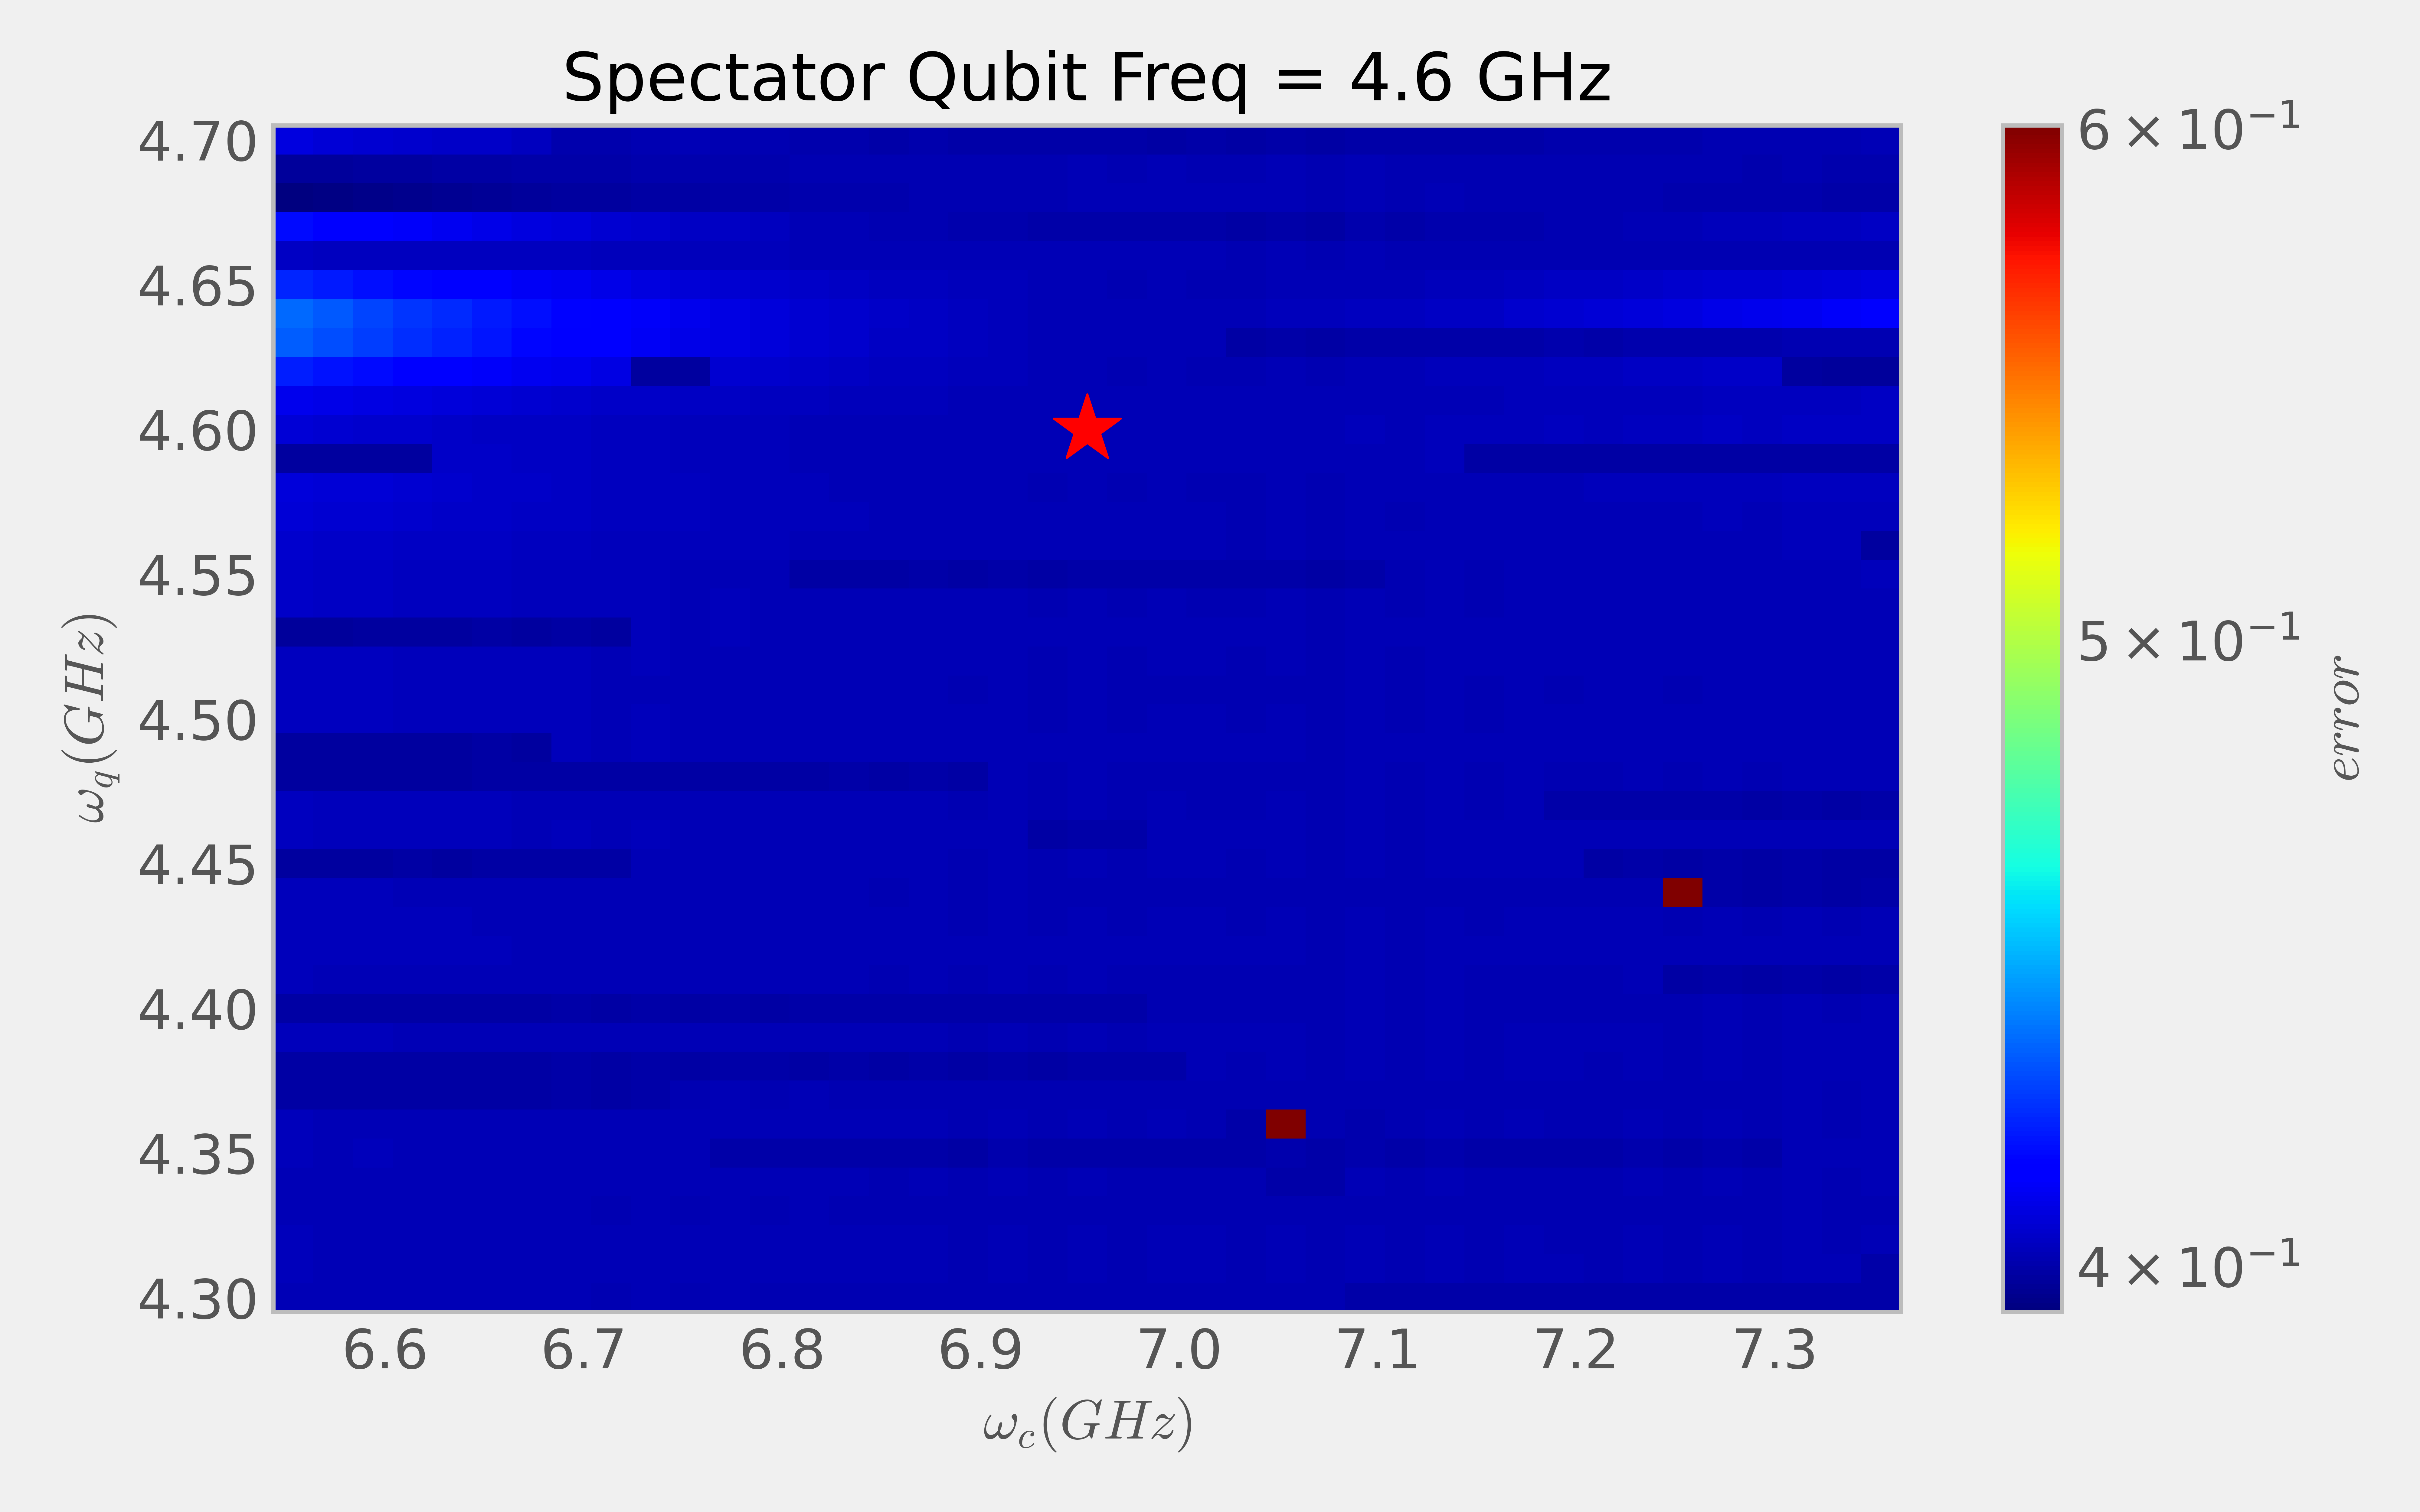 Spectator Qubit Freq = 4.6 GHz
4.70
4.65
4.60
4.55
4.50
4.45
4.40
4.35
4.30
ω_q(GHz)
6.6 6.7 6.8 6.9 7.0 7.1 7.2 7.3
ω_c(GHz)
6 × 10⁻¹
5 × 10⁻¹
4 × 10⁻¹
error